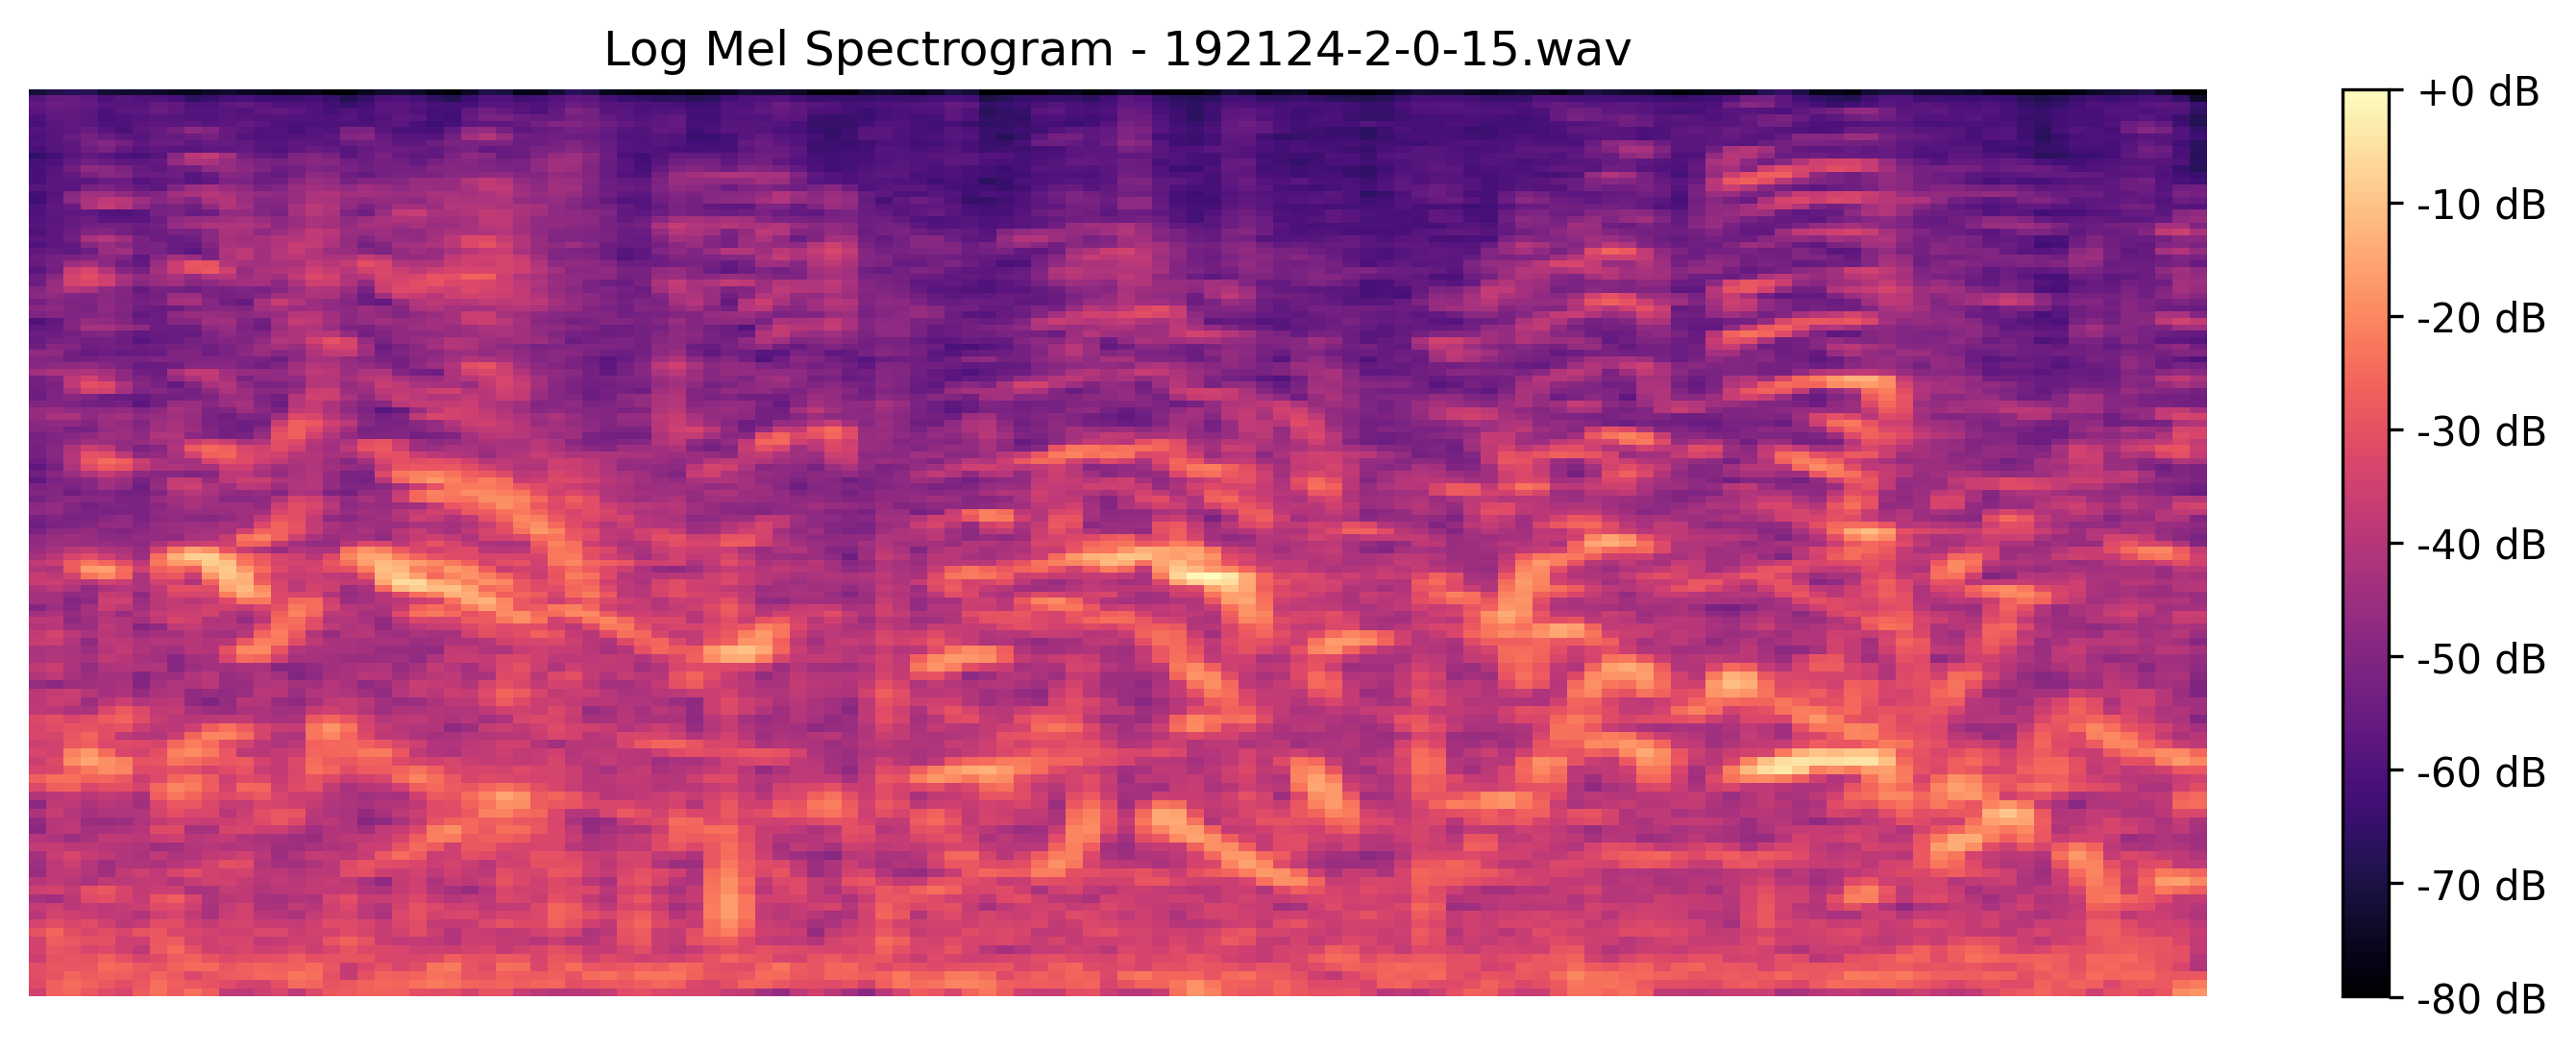 Log Mel Spectrogram - 192124-2-0-15.wav
+0 dB
-10 dB
-20 dB
-30 dB
-40 dB
-50 dB
-60 dB
-70 dB
-80 dB